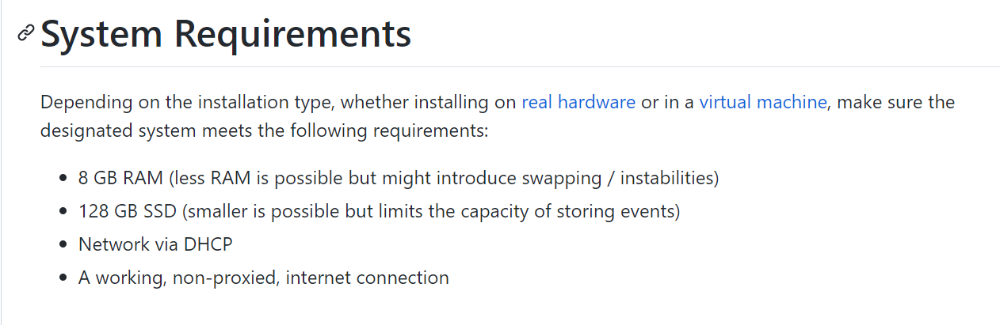 System Requirements
Depending on the installation type, whether installing on real hardware or in a virtual machine, make sure the
designated system meets the following requirements:
8 GB RAM (less RAM is possible but might introduce swapping / instabilities)
128 GB SSD (smaller is possible but limits the capacity of storing events)
Network via DHCP
A working, non-proxied, internet connection